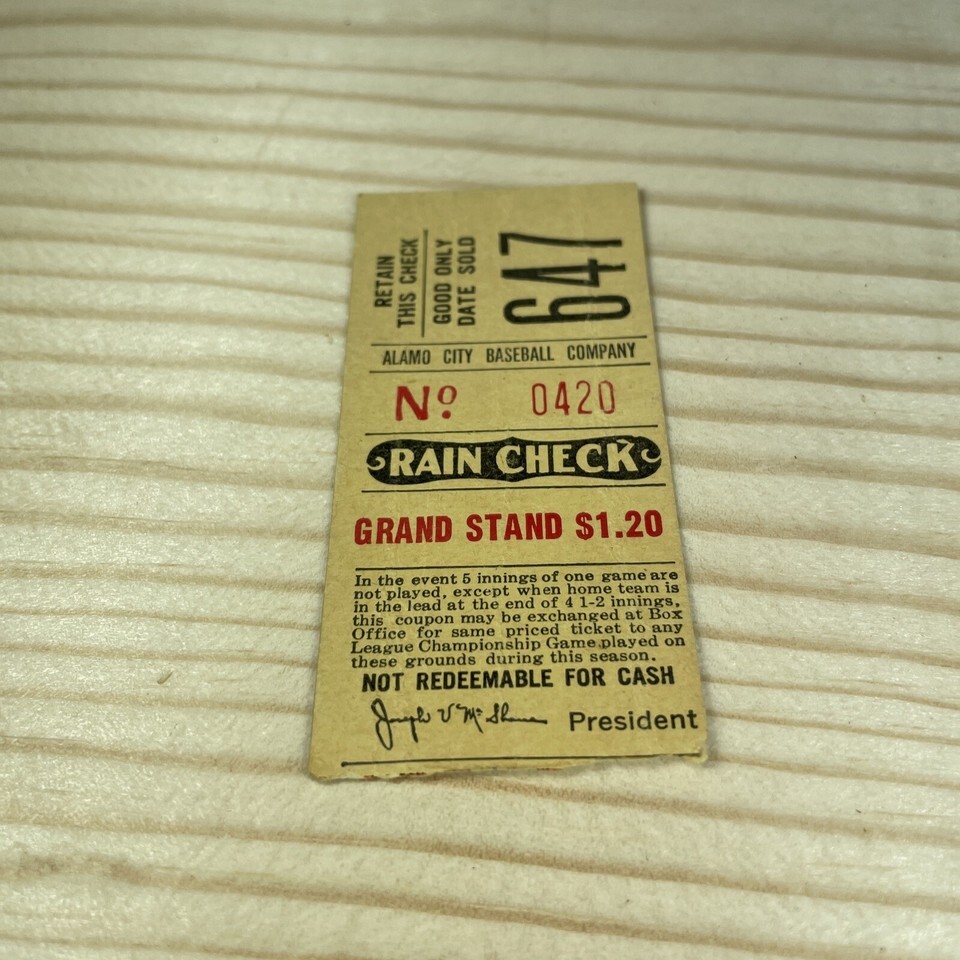 RETAIN
THIS CHECK
GOOD ONLY
DATE SOLD
647
ALAMO CITY BASEBALL COMPANY
No. 0420
RAIN CHECK
GRAND STAND $1.20
In the event 5 innings of one game are
not played, except when home team is
in the lead at the end of 4 1-2 innings,
this coupon may be exchanged at Box
Office for same priced ticket to any
League Championship Game played on
these grounds during this season.
NOT REDEEMABLE FOR CASH
Joseph V McShane President